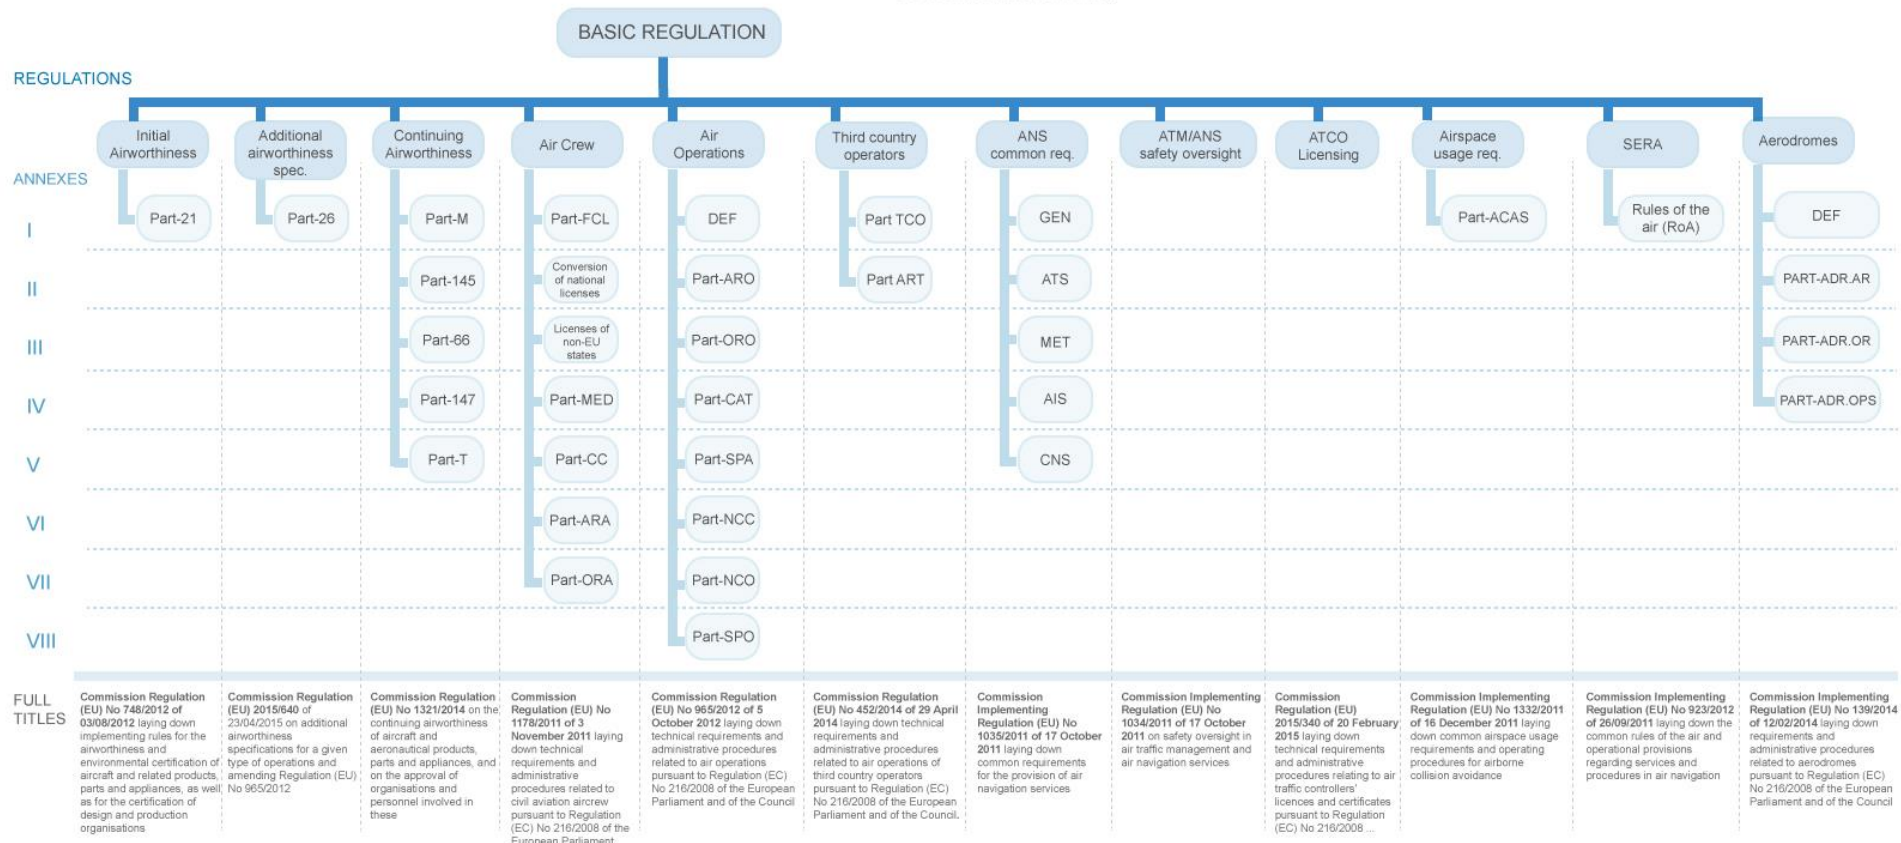 BASIC REGULATION
REGULATIONS
Initial
Airworthiness
Additional
airworthiness
spec.
Continuing
Airworthiness
Air Crew
Air
Operations
Third country
operators
ANS
common req.
ATM/ANS
safety oversight
ATCO
Licensing
Airspace
usage req.
SERA
Aerodromes
ANNEXES
I
Part-21
Part-26
Part-M
Part-FCL
DEF
Part TCO
GEN
Part-ACAS
Rules of the
air (RoA)
DEF
II
Part-145
Conversion
of national
licenses
Part-ARO
Part ART
ATS
PART-ADR.AR
III
Part-66
Licenses of
non-EU
states
Part-ORO
MET
PART-ADR.OR
IV
Part-147
Part-MED
Part-CAT
AIS
PART-ADR.OPS
V
Part-T
Part-CC
Part-SPA
CNS
VI
Part-ARA
Part-NCC
VII
Part-ORA
Part-NCO
VIII
Part-SPO
FULL
TITLES
Commission Regulation
(EU) No 748/2012 of
03/08/2012 laying down
implementing rules for the
airworthiness and
environmental certification of
aircraft and related products,
parts and appliances, as well
as for the certification of
design and production
organisations
Commission Regulation
(EU) 2015/640 of
23/04/2015 on additional
airworthiness
specifications for a given
type of operations and
amending Regulation (EU)
No 965/2012
Commission Regulation
(EU) No 1321/2014 on the
continuing airworthiness
of aircraft and
aeronautical products,
parts and appliances, and
on the approval of
organisations and
personnel involved in
these
Commission
Regulation (EU) No
1178/2011 of 3
November 2011 laying
down technical
requirements and
administrative
procedures related to
civil aviation aircrew
pursuant to Regulation
(EC) No 216/2008 of the
European Parliament
Commission Regulation
(EU) No 965/2012 of 5
October 2012 laying down
technical requirements and
administrative procedures
related to air operations
pursuant to Regulation (EC)
No 216/2008 of the European
Parliament and of the Council
Commission Regulation
(EU) No 452/2014 of 29 April
2014 laying down technical
requirements and
administrative procedures
related to air operations of
third country operators
pursuant to Regulation (EC)
No 216/2008 of the European
Parliament and of the Council.
Commission
Implementing
Regulation (EU) No
1035/2011 of 17 October
2011 laying down
common requirements
for the provision of air
navigation services
Commission Implementing
Regulation (EU) No
1034/2011 of 17 October
2011 on safety oversight in
air traffic management and
air navigation services
Commission
Regulation (EU)
2015/340 of 20 February
2015 laying down
technical requirements
and administrative
procedures relating to air
traffic controllers'
licences and certificates
pursuant to Regulation
(EC) No 216/2008 ...
Commission Implementing
Regulation (EU) No 1332/2011
of 16 December 2011 laying
down common airspace usage
requirements and operating
procedures for airborne
collision avoidance
Commission Implementing
Regulation (EU) No 923/2012
of 26/09/2011 laying down the
common rules of the air and
operational provisions
regarding services and
procedures in air navigation
Commission Implementing
Regulation (EU) No 139/2014
of 12/02/2014 laying down
requirements and
administrative procedures
related to aerodromes
pursuant to Regulation (EC)
No 216/2008 of the European
Parliament and of the Council